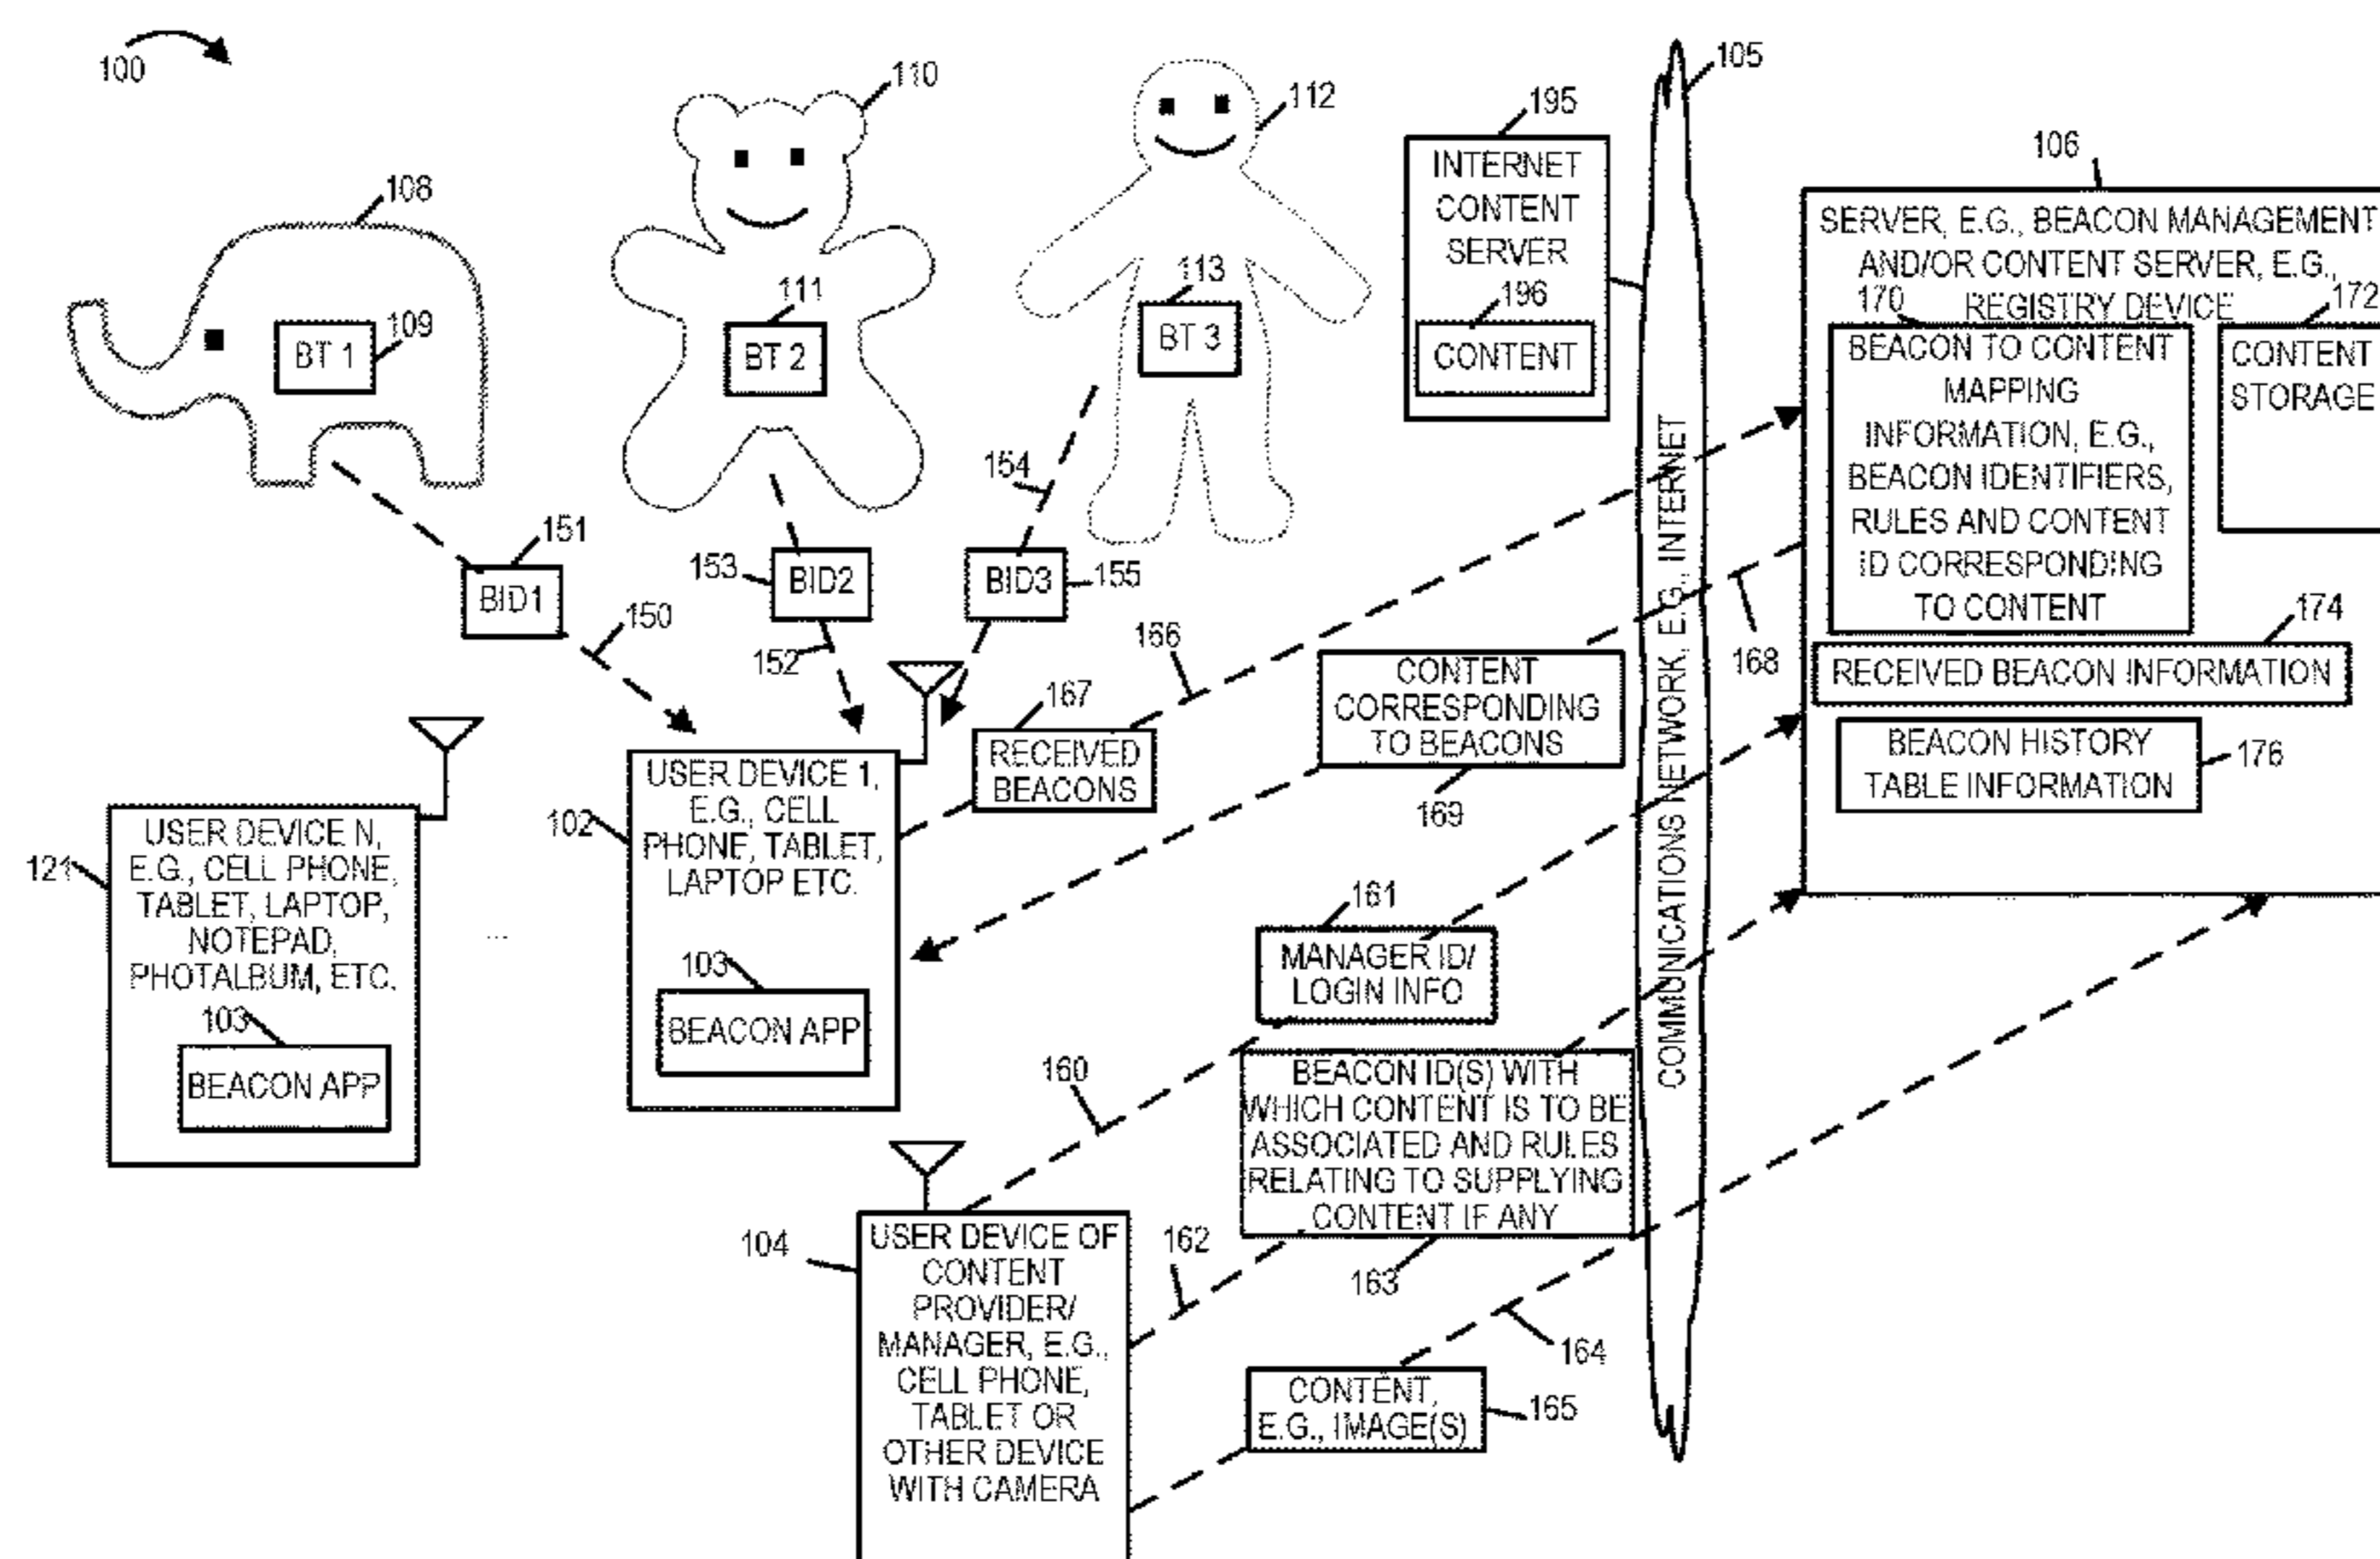 100
108
BT 1
109
110
111
BT 2
112
113
BT 3
195
INTERNET
CONTENT
SERVER
196
CONTENT
105
COMMUNICATIONS NETWORK, E.G., INTERNET
106
SERVER, E.G., BEACON MANAGEMENT
AND/OR CONTENT SERVER, E.G.,
REGISTRY DEVICE
170
BEACON TO CONTENT
MAPPING
INFORMATION, E.G.,
BEACON IDENTIFIERS,
RULES AND CONTENT
ID CORRESPONDING
TO CONTENT
172
CONTENT
STORAGE
174
RECEIVED BEACON INFORMATION
BEACON HISTORY
TABLE INFORMATION
176
151
BID1
150
153
BID2
152
154
BID3
155
166
167
RECEIVED
BEACONS
168
CONTENT
CORRESPONDING
TO BEACONS
169
121
USER DEVICE N,
E.G., CELL PHONE,
TABLET, LAPTOP,
NOTEPAD,
PHOTALBUM, ETC.
103
BEACON APP
...
102
USER DEVICE 1,
E.G., CELL
PHONE, TABLET,
LAPTOP ETC.
103
BEACON APP
161
MANAGER ID/
LOGIN INFO
160
BEACON ID(S) WITH
WHICH CONTENT IS TO BE
ASSOCIATED AND RULES
RELATING TO SUPPLYING
CONTENT IF ANY
163
162
104
USER DEVICE OF
CONTENT
PROVIDER/
MANAGER, E.G.,
CELL PHONE,
TABLET OR
OTHER DEVICE
WITH CAMERA
164
CONTENT,
E.G., IMAGE(S)
165